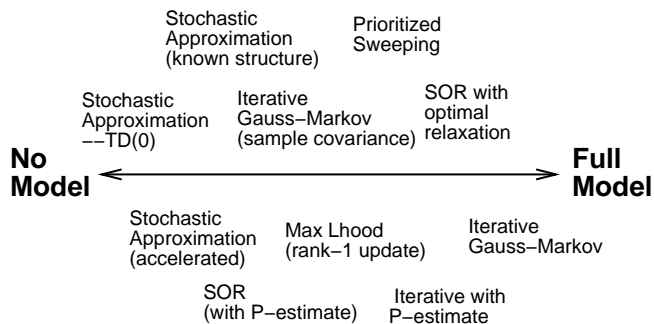 Stochastic
Approximation
(known structure)
Prioritized
Sweeping
Stochastic
Approximation
−−TD(0)
Iterative
Gauss−Markov
(sample covariance)
SOR with
optimal
relaxation
No
Model
Full
Model
Stochastic
Approximation
(accelerated)
Max Lhood
(rank−1 update)
Iterative
Gauss−Markov
SOR
(with P−estimate)
Iterative with
P−estimate